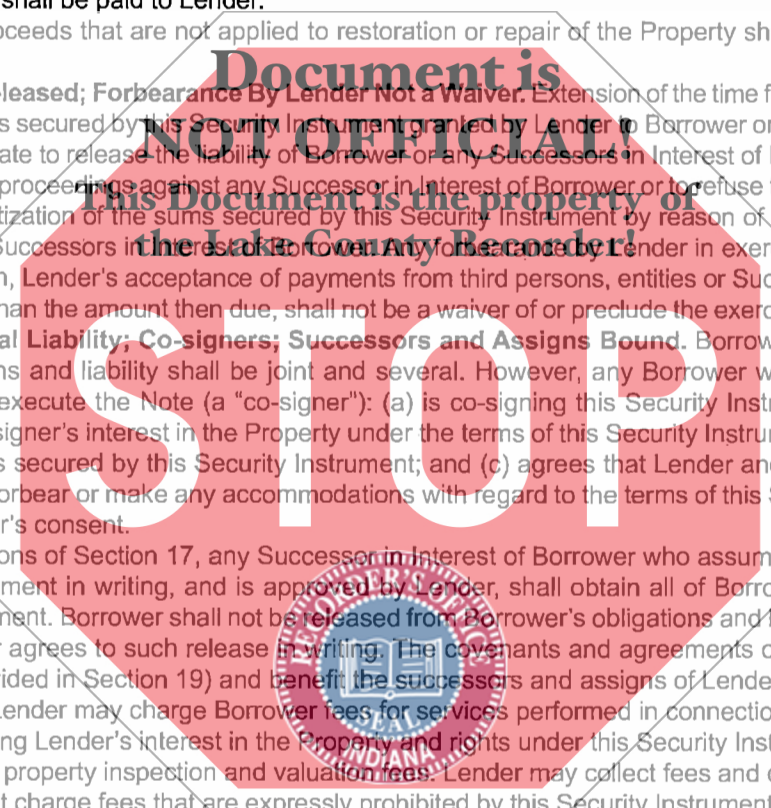 shall be paid to Lender.
oceeds that are not applied to restoration or repair of the Property sh
Document is
leased; Forbearance By Lender Not a Waiver. Extension of the time f
s secured by this Security Instrument granted by Lender to Borrower or
NOT OFFICIAL!
ate to release the liability of Borrower or any Successors in Interest of
proceedings against any Successor in Interest of Borrower or to refuse
This Document is the property of
tization of the sums secured by this Security Instrument by reason of
Successors in Interest of Borrower. Any forbearance by Lender in exer
the Lake County Recorder!
n, Lender's acceptance of payments from third persons, entities or Suc
han the amount then due, shall not be a waiver of or preclude the exerc
STOP
al Liability; Co-signers; Successors and Assigns Bound. Borrow
ns and liability shall be joint and several. However, any Borrower w
execute the Note (a “co-signer”): (a) is co-signing this Security Inst
signer's interest in the Property under the terms of this Security Instru
s secured by this Security Instrument; and (c) agrees that Lender an
orbear or make any accommodations with regard to the terms of this S
r's consent.
ons of Section 17, any Successor in Interest of Borrower who assum
ment in writing, and is approved by Lender, shall obtain all of Borro
ment. Borrower shall not be released from Borrower's obligations and
r agrees to such release in writing. The covenants and agreements o
ided in Section 19) and benefit the successors and assigns of Lende
Lender may charge Borrower fees for services performed in connectio
ng Lender's interest in the Property and rights under this Security Inst
property inspection and valuation fees. Lender may collect fees and
t charge fees that are expressly prohibited by this Security Instrument
RECORDER'S OFFICE
SEAL
INDIANA